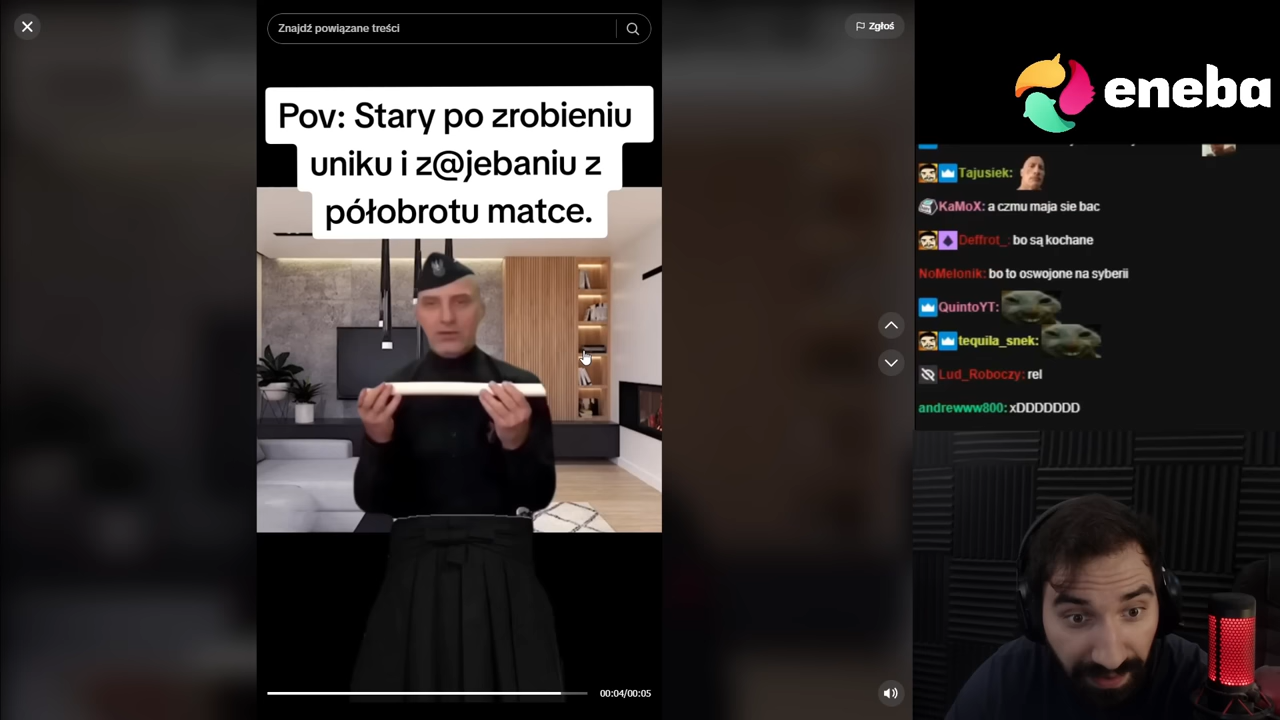 Znajdź powiązane treści
Zgłoś
Pov: Stary po zrobieniu
uniku i z@jebaniu z
półobrotu matce.
00:04/00:05
eneba
Tajusiek:
KaMoX: a czmu maja sie bac
Deffrot_: bo są kochane
NoMelonik: bo to oswojone na syberii
QuintoYT:
tequila_snek:
Lud_Roboczy: rel
andrewww800: xDDDDDDD